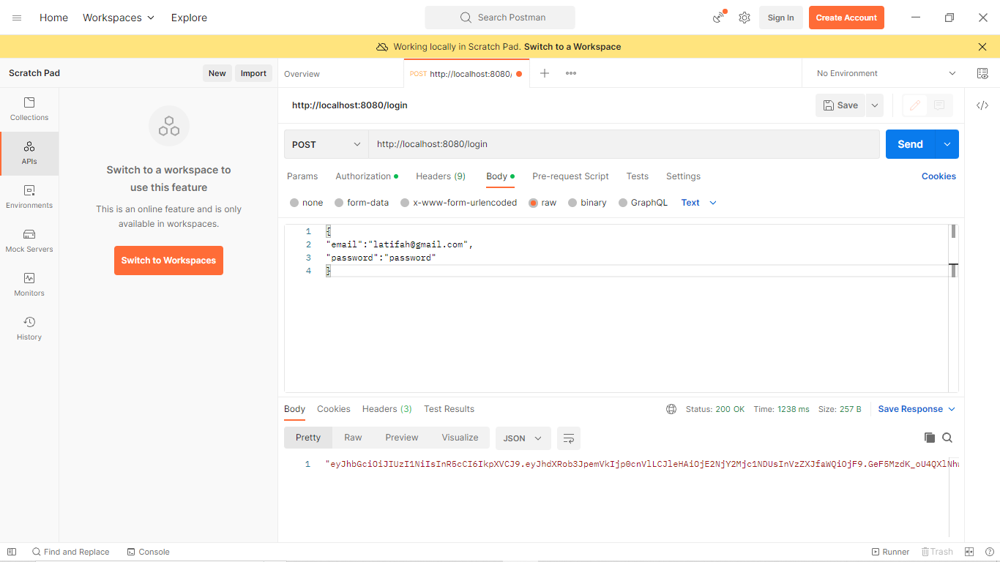 Home Workspaces Explore Search Postman Sign In Create Account
Working locally in Scratch Pad. Switch to a Workspace
Scratch Pad New Import Overview POST http://localhost:8080/ No Environment
http://localhost:8080/login Save
POST http://localhost:8080/login Send
Params Authorization Headers (9) Body Pre-request Script Tests Settings Cookies
none form-data x-www-form-urlencoded raw binary GraphQL Text
Collections
APIs
Environments
Mock Servers
Monitors
History
Switch to a workspace to
use this feature
This is an online feature and is only
available in workspaces.
Switch to Workspaces
1 {
2 "email":"latifah@gmail.com",
3 "password":"password"
4 }
Body Cookies Headers (3) Test Results Status: 200 OK Time: 1238 ms Size: 257 B Save Response
Pretty Raw Preview Visualize JSON
1 "eyJhbGciOiJIUzI1NiIsInR5cCI6IkpXVCJ9.eyJhdXRob3JpemVkIjp0cnVlLCJleHAiOjE2NjY2Mjc1NDUsInVzZXJfaWQiOjF9.GeF5MzdK_oU4QXlNhw
Find and Replace Console Runner Trash